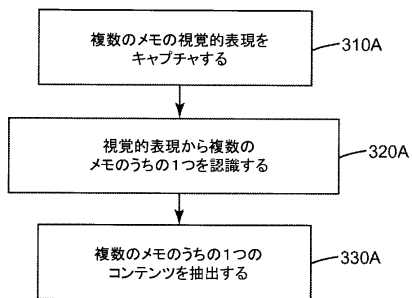 複数のメモの視覚的表現を
キャプチャする
310A
視覚的表現から複数の
メモのうちの1つを認識する
320A
複数のメモのうちの1つの
コンテンツを抽出する
330A